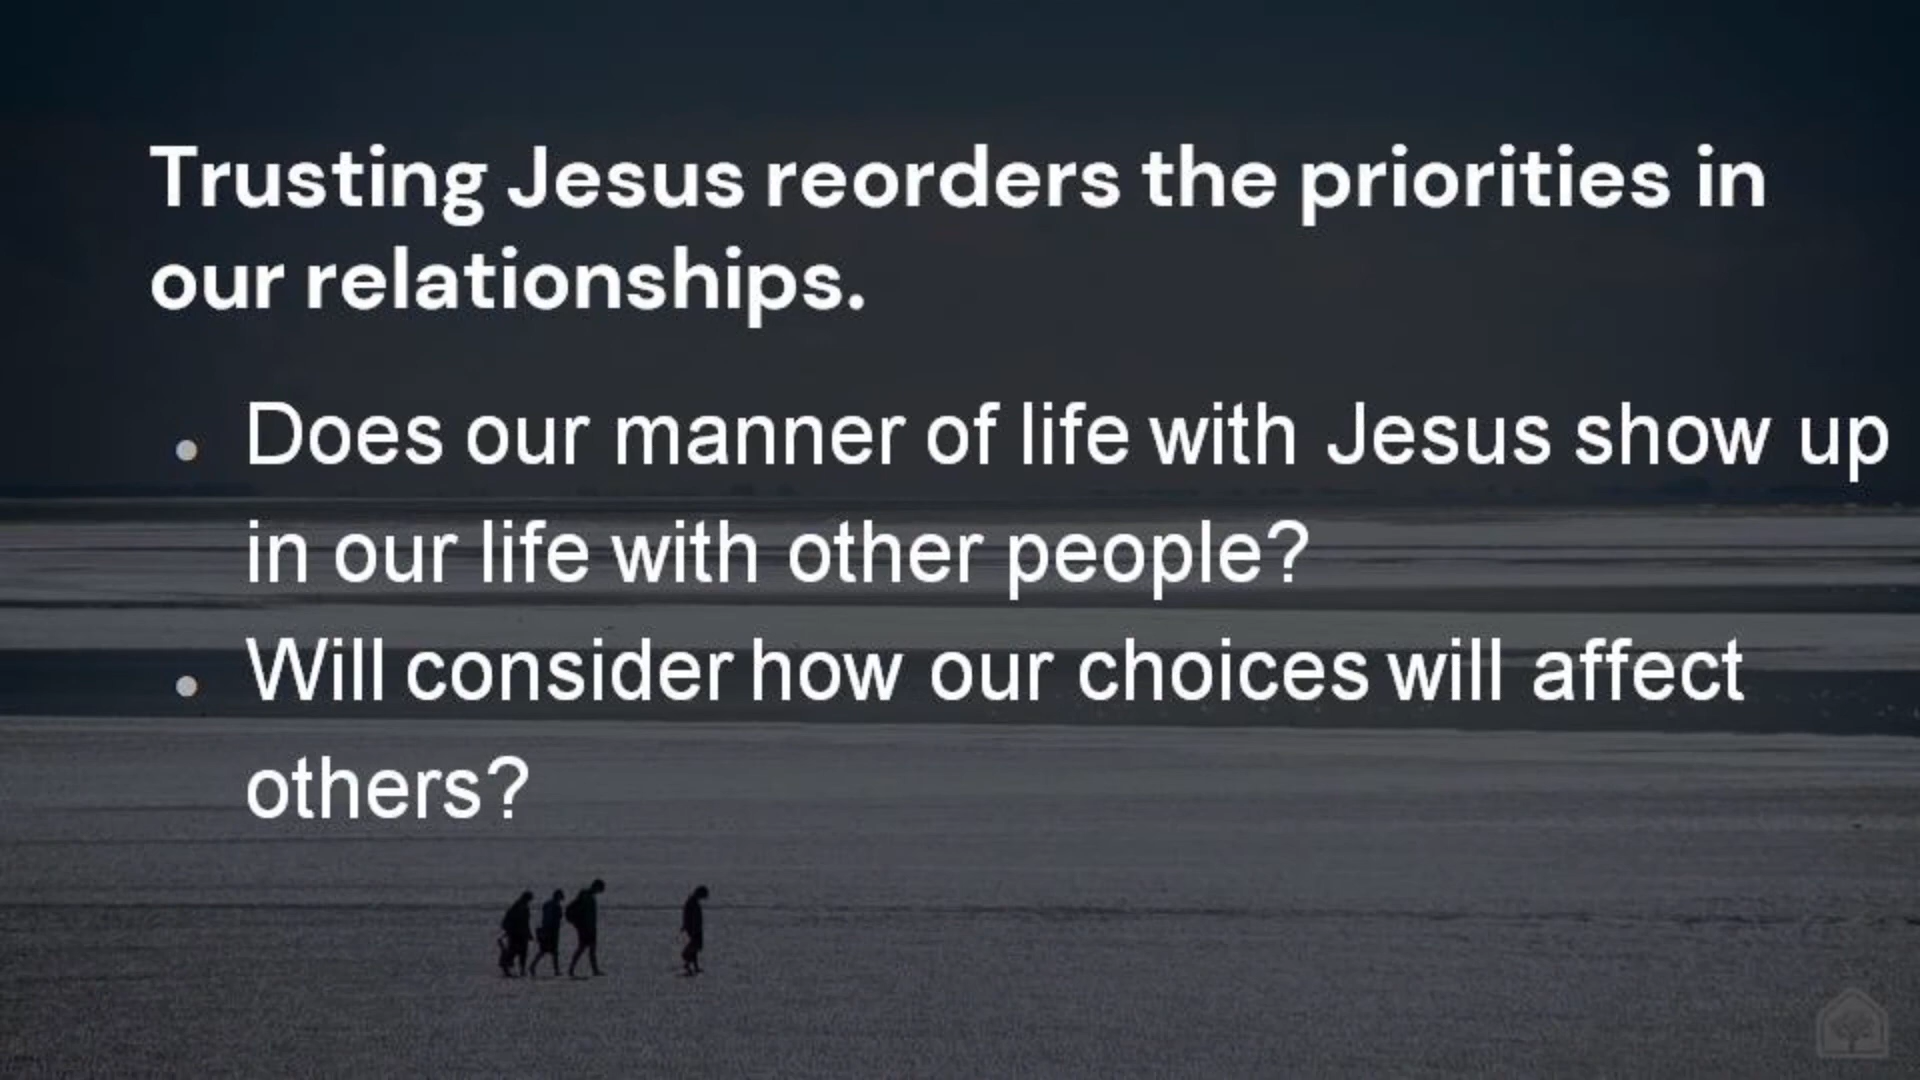 Trusting Jesus reorders the priorities in
our relationships.
• Does our manner of life with Jesus show up
in our life with other people?
• Will consider how our choices will affect
others?